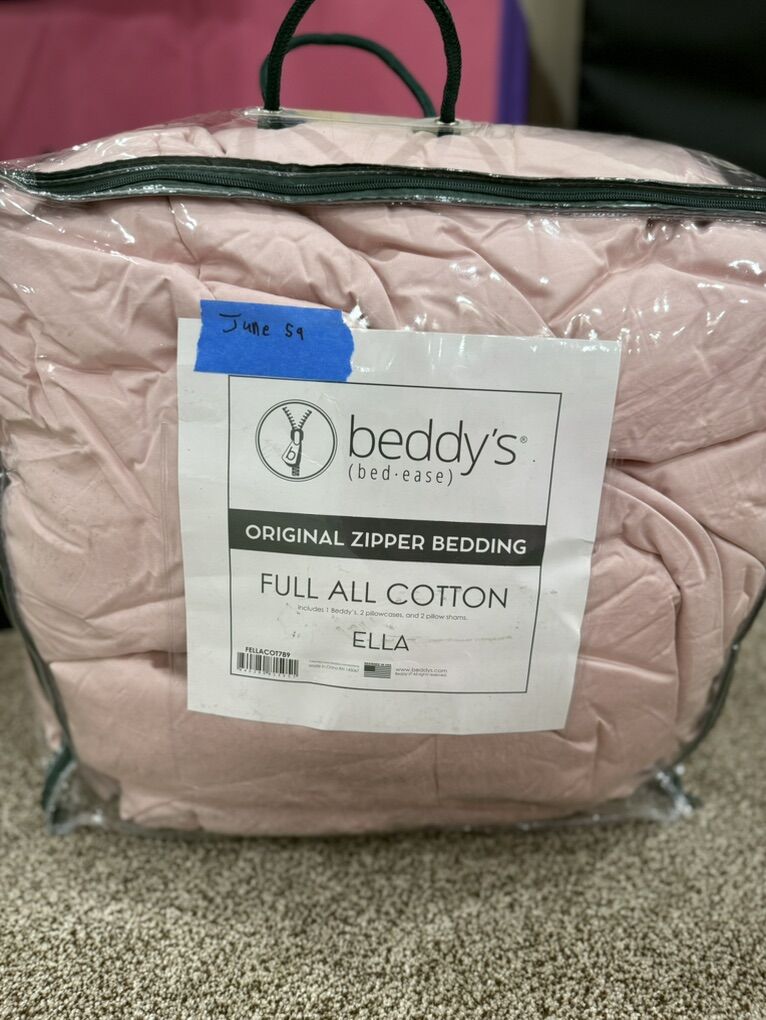 June 59
beddy's®
(bed·ease)
ORIGINAL ZIPPER BEDDING
FULL ALL COTTON
Includes 1 Beddy's, 2 pillowcases, and 2 pillow shams.
ELLA
FELLACOT789
www.beddys.com